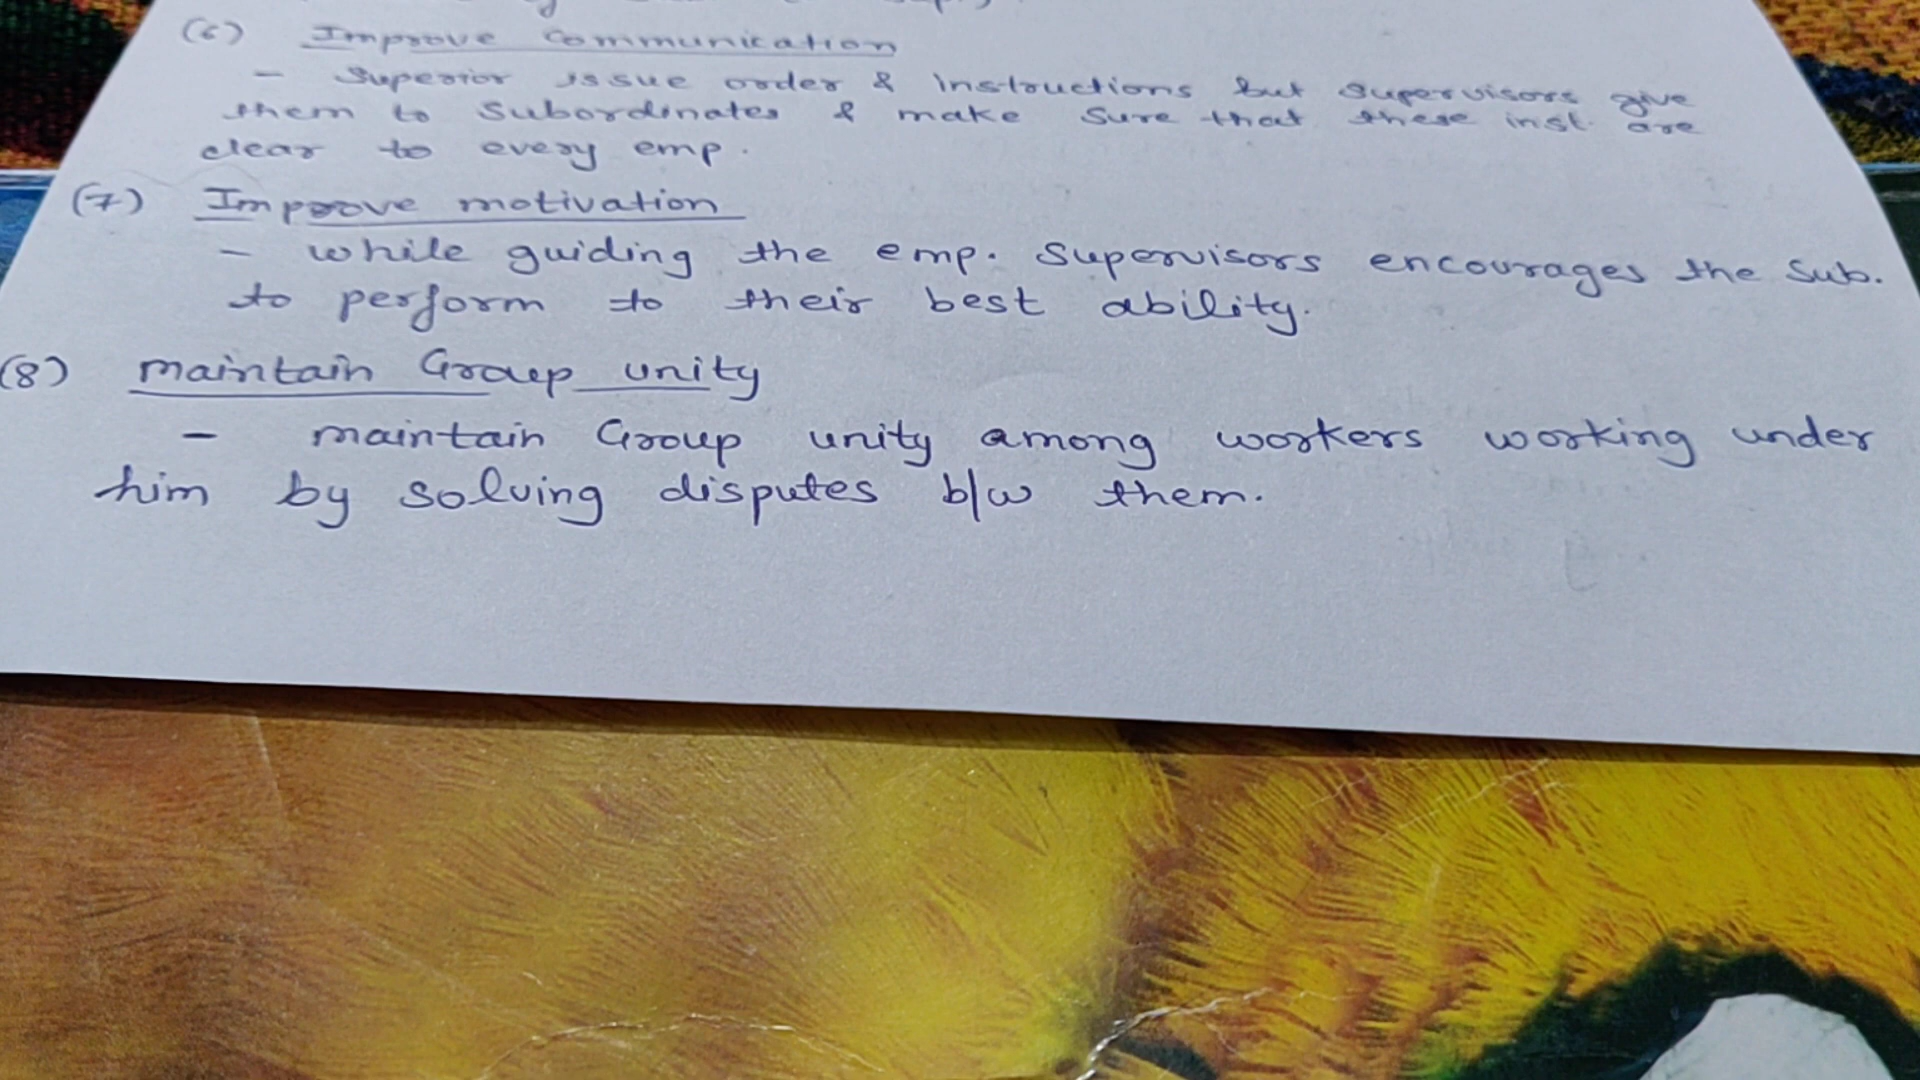 (6) Improve Communication
- Superior issue order & instructions but supervisors give
them to subordinates & make sure that these inst. are
clear to every emp.
(7) Improve motivation
- while guiding the emp. supervisors encourages the sub.
to perform to their best ability.
(8) maintain Group unity
- maintain Group unity among workers working under
him by solving disputes b/w them.